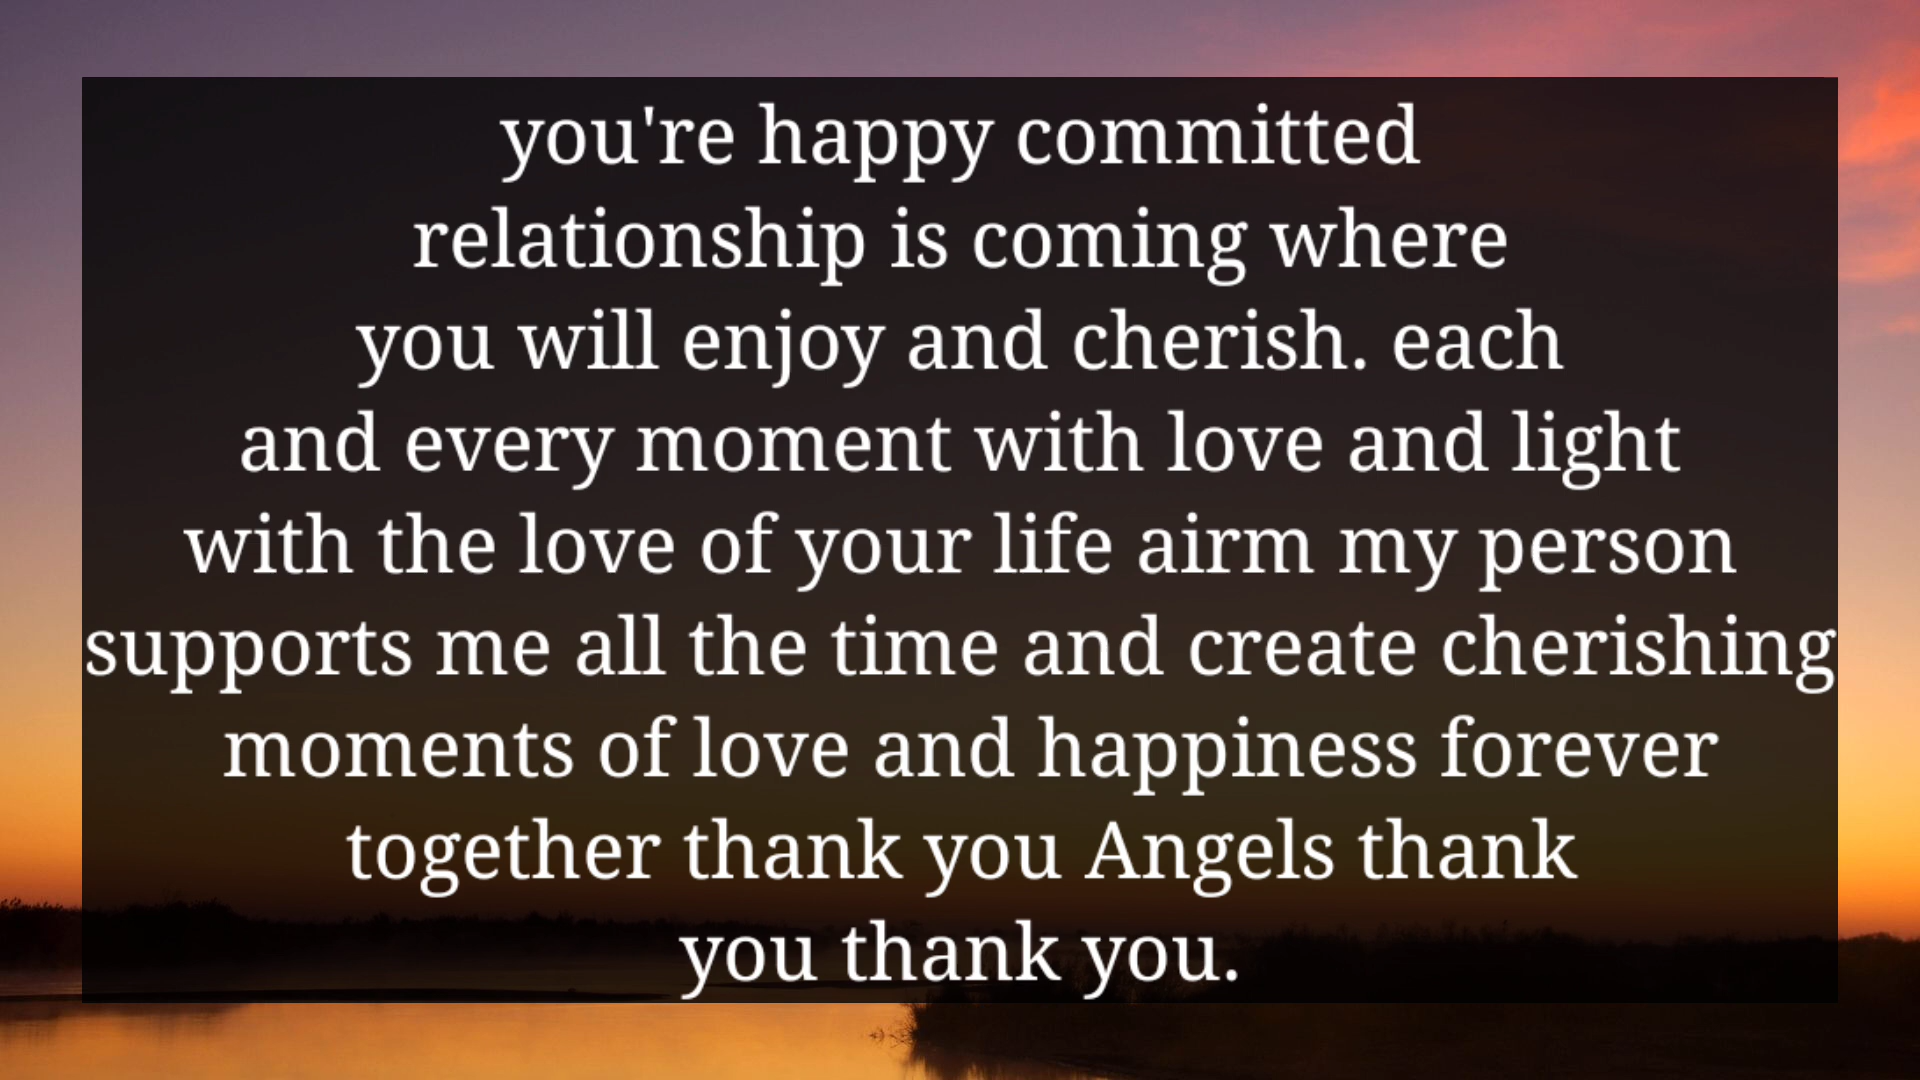 you're happy committed
relationship is coming where
you will enjoy and cherish. each
and every moment with love and light
with the love of your life airm my person
supports me all the time and create cherishing
moments of love and happiness forever
together thank you Angels thank
you thank you.